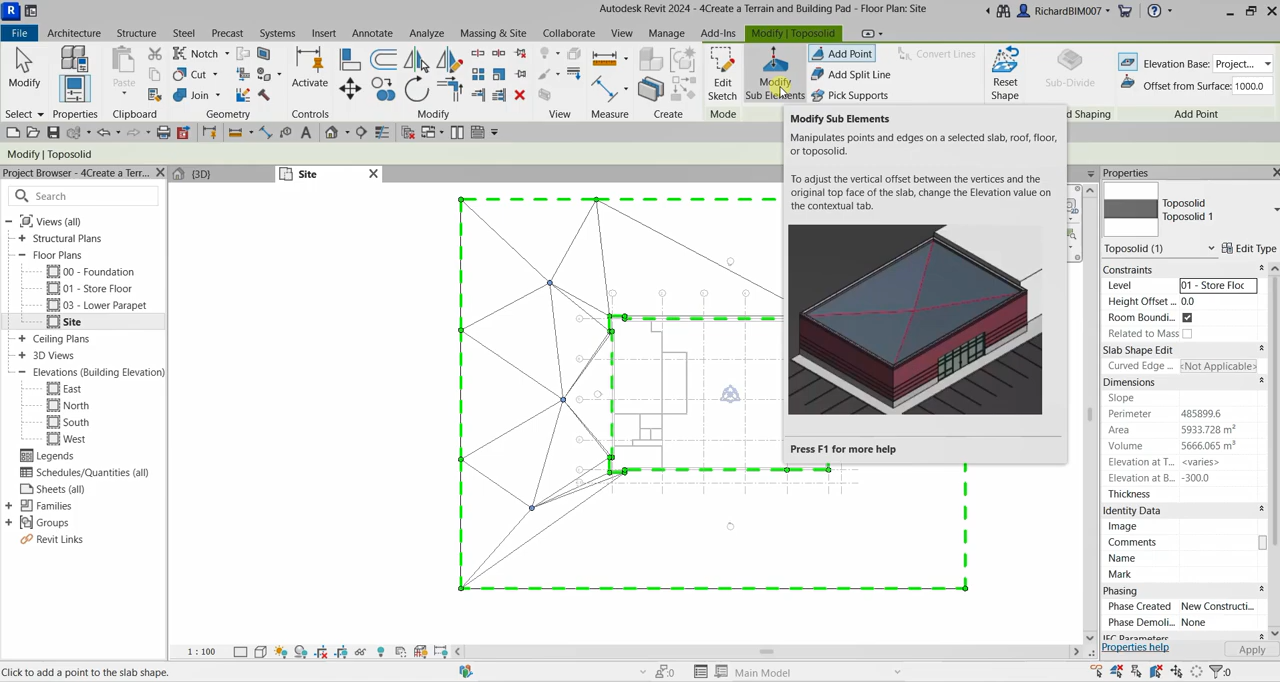 Autodesk Revit 2024 - 4Create a Terrain and Building Pad - Floor Plan: Site
RichardBIM007
File Architecture Structure Steel Precast Systems Insert Annotate Analyze Massing & Site Collaborate View Manage Add-Ins Modify | Toposolid
Modify
Properties
Paste
Notch
Cut
Join
Activate
Edit
Sketch
Modify
Sub Elements
Add Point
Add Split Line
Pick Supports
Convert Lines
Reset
Shape
Sub-Divide
Elevation Base: Project...
Offset from Surface: 1000.0
Select Properties Clipboard Geometry Controls Modify View Measure Create Mode Shaping Add Point
Modify | Toposolid
Project Browser - 4Create a Terrain and Building Pad
Search
Views (all)
Structural Plans
Floor Plans
00 - Foundation
01 - Store Floor
03 - Lower Parapet
Site
Ceiling Plans
3D Views
Elevations (Building Elevation)
East
North
South
West
Legends
Schedules/Quantities (all)
Sheets (all)
Families
Groups
Revit Links
{3D}
Site
Modify Sub Elements
Manipulates points and edges on a selected slab, roof, floor,
or toposolid.
To adjust the vertical offset between the vertices and the
original top face of the slab, change the Elevation value on
the contextual tab.
Press F1 for more help
Properties
Toposolid
Toposolid 1
Toposolid (1) Edit Type
Constraints
Level 01 - Store Floc
Height Offset ... 0.0
Room Boundi...
Related to Mass
Slab Shape Edit
Curved Edge ... <Not Applicable>
Dimensions
Slope
Perimeter 485899.6
Area 5933.728 m²
Volume 5666.065 m³
Elevation at T... <varies>
Elevation at B... -300.0
Thickness
Identity Data
Image
Comments
Name
Mark
Phasing
Phase Created New Constructi...
Phase Demoli... None
IFC Parameters
Properties help Apply
1 : 100
Click to add a point to the slab shape.
:0
Main Model
:0